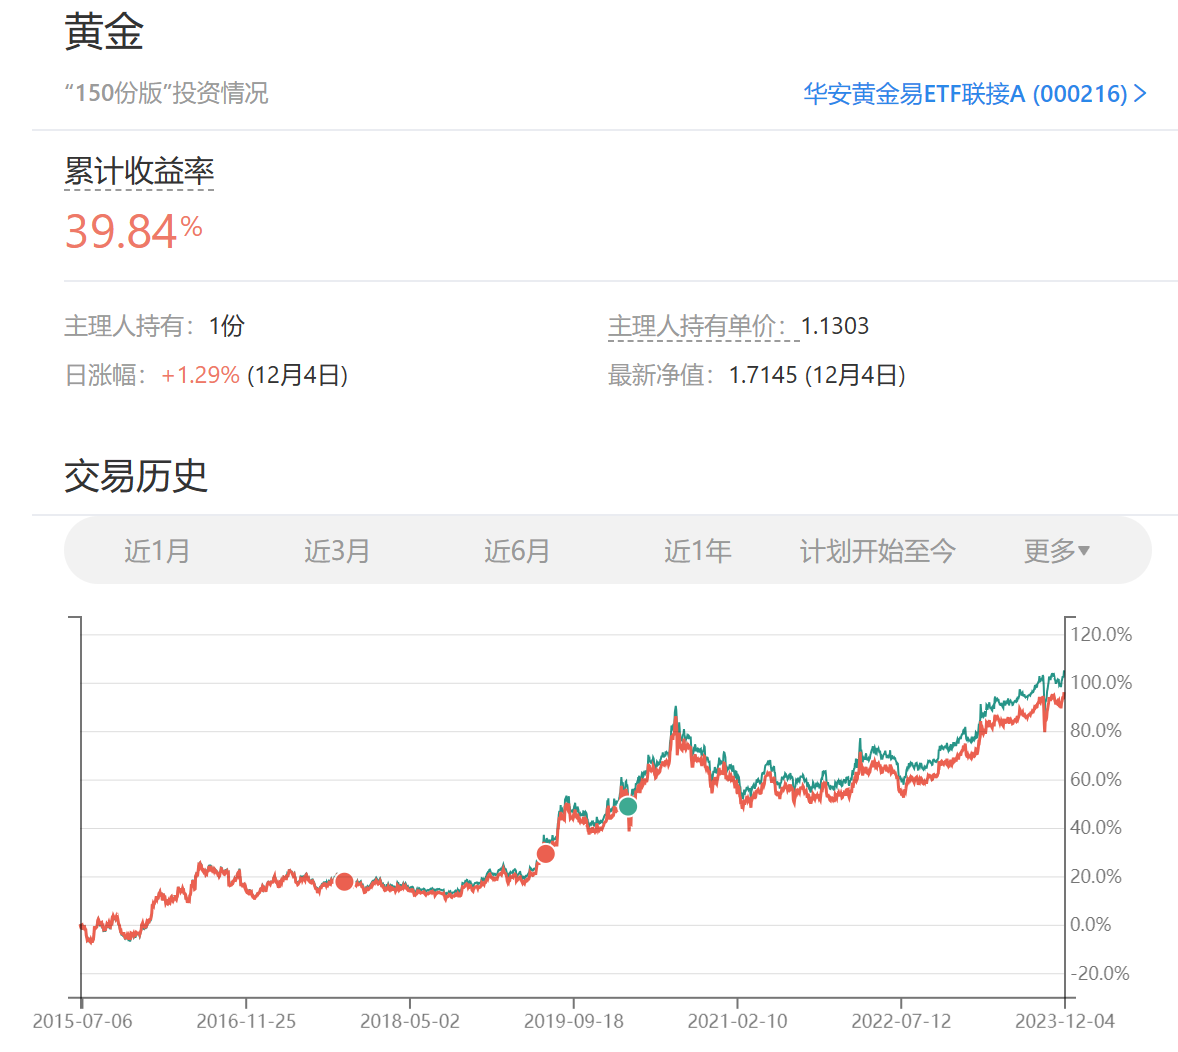 黄金
“150份版”投资情况
华安黄金易ETF联接A (000216) >
累计收益率
39.84%
主理人持有：1份
主理人持有单价：1.1303
日涨幅：+1.29% (12月4日)
最新净值：1.7145 (12月4日)
交易历史
近1月 近3月 近6月 近1年 计划开始至今 更多▾
120.0%
100.0%
80.0%
60.0%
40.0%
20.0%
0.0%
-20.0%
2015-07-06 2016-11-25 2018-05-02 2019-09-18 2021-02-10 2022-07-12 2023-12-04